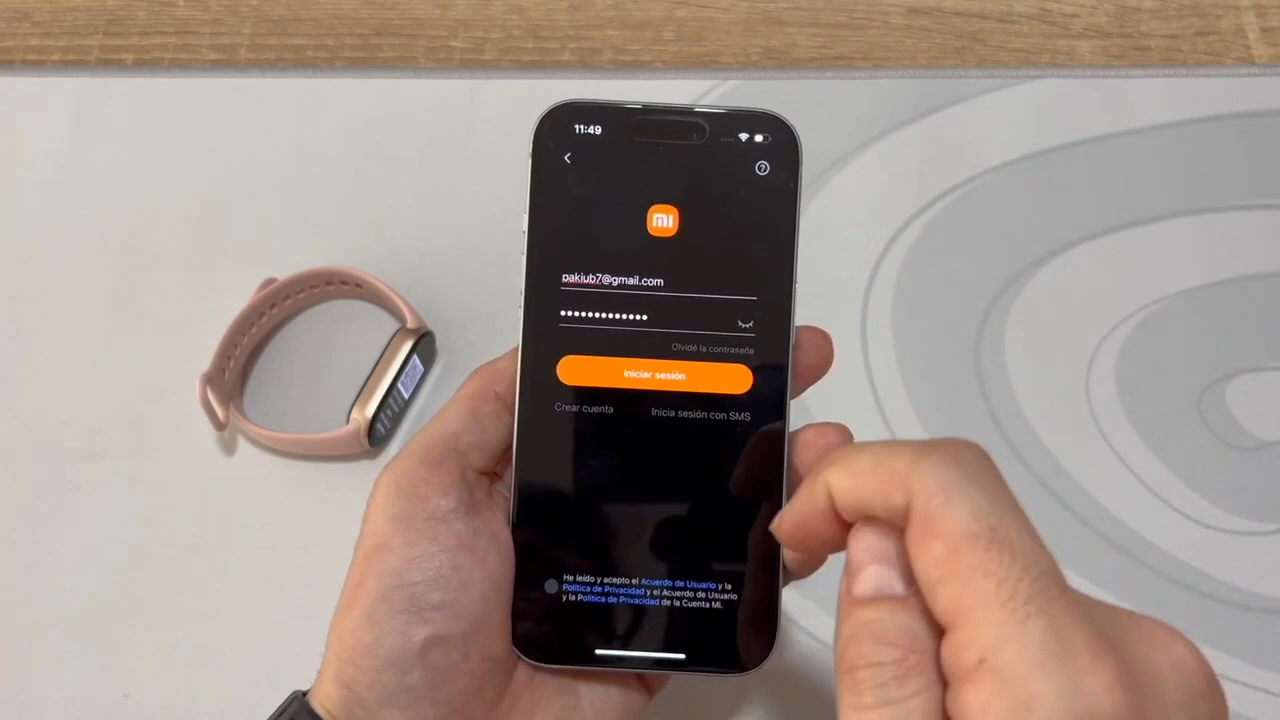 11:49
mi
pakiub7@gmail.com
•••••••••••••
Olvidé la contraseña
Iniciar sesión
Crear cuenta
Inicia sesión con SMS
He leído y acepto el Acuerdo de Usuario y la
Política de Privacidad y el Acuerdo de Usuario
y la Política de Privacidad de la Cuenta Mi.